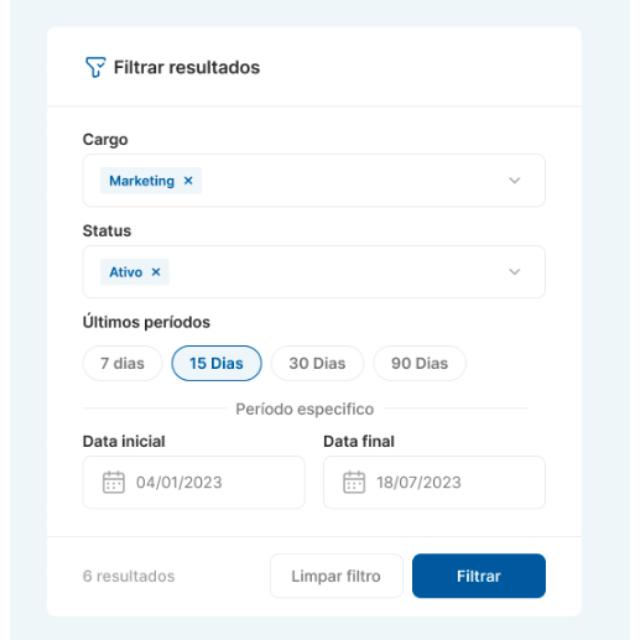 Filtrar resultados
Cargo
Marketing ×
Status
Ativo ×
Últimos períodos
7 dias 15 Dias 30 Dias 90 Dias
Período especifico
Data inicial Data final
04/01/2023 18/07/2023
6 resultados Limpar filtro Filtrar